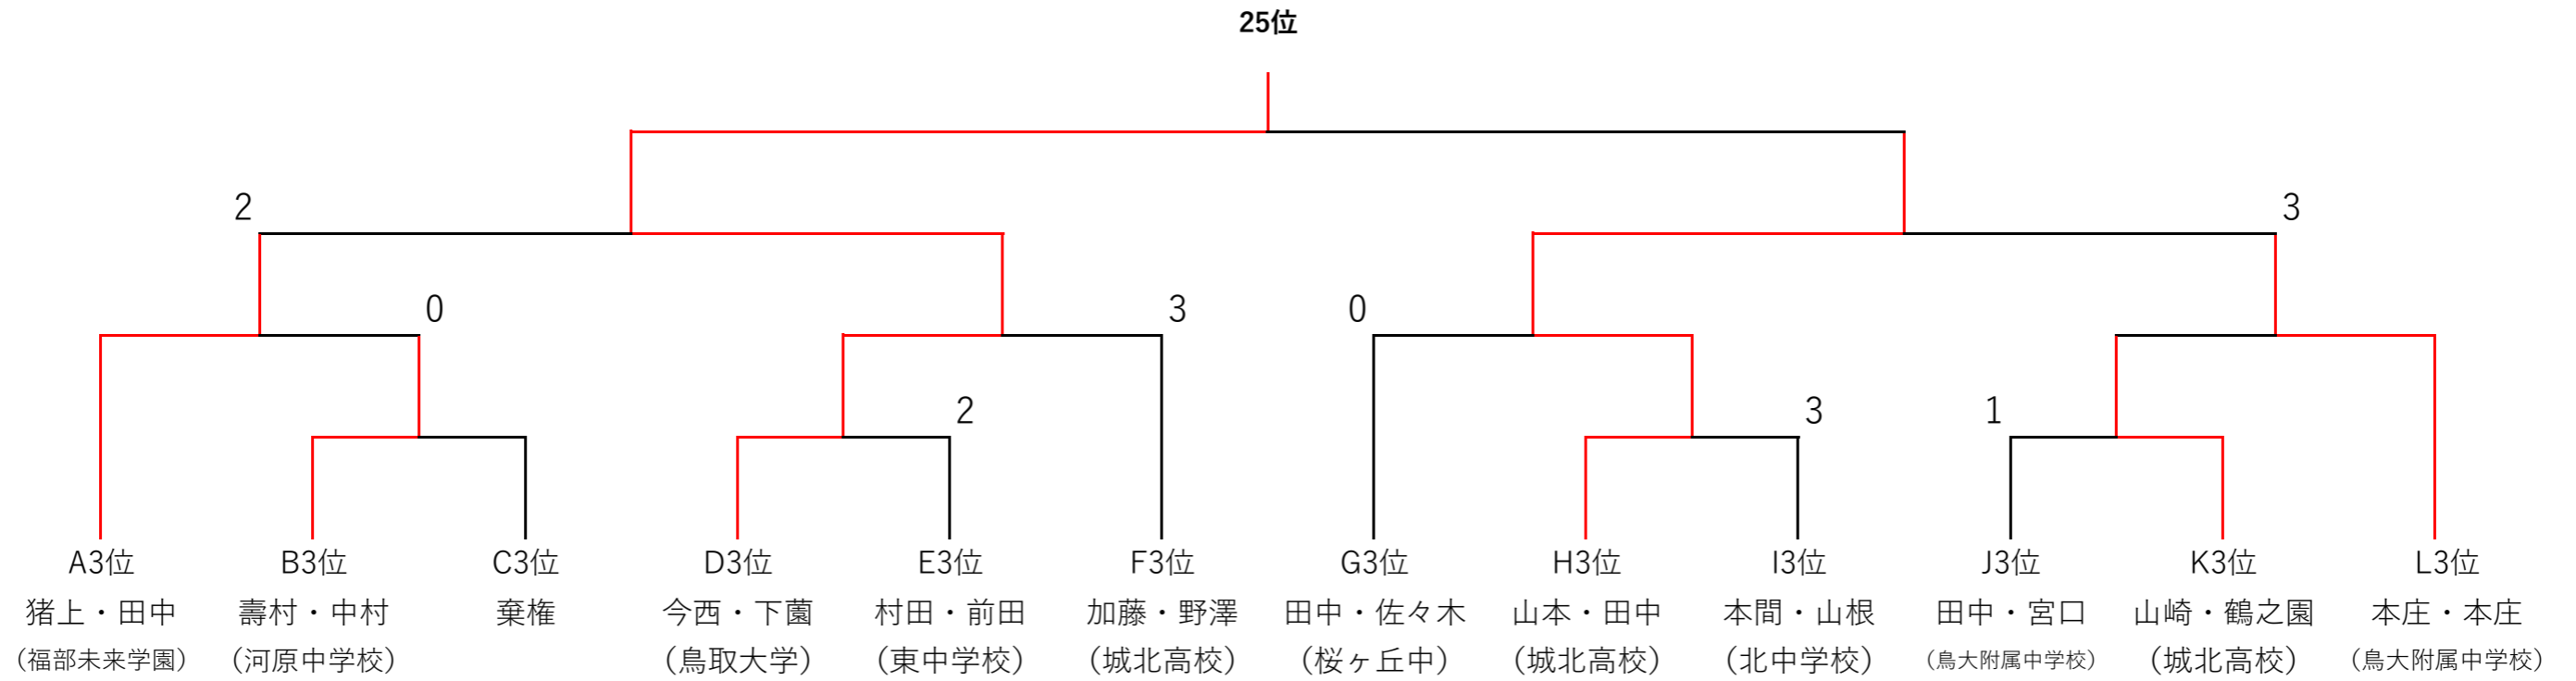 25位
2
3
0
3
0
2
3
1
A3位 B3位 C3位 D3位 E3位 F3位 G3位 H3位 I3位 J3位 K3位 L3位
猪上・田中 壽村・中村 棄権 今西・下薗 村田・前田 加藤・野澤 田中・佐々木 山本・田中 本間・山根 田中・宮口 山崎・鶴之園 本庄・本庄
（福部未来学園） （河原中学校） （鳥取大学） （東中学校） （城北高校） （桜ヶ丘中） （城北高校） （北中学校） （鳥大附属中学校） （城北高校） （鳥大附属中学校）